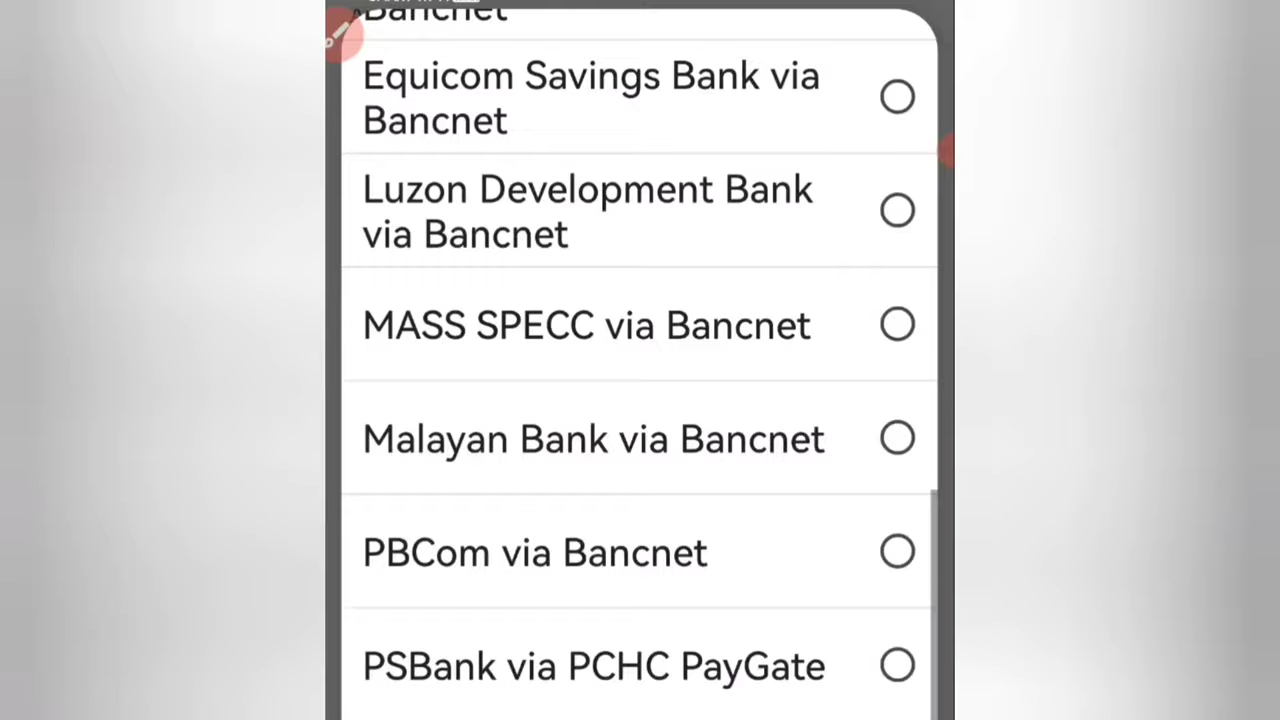 Bancnet
Equicom Savings Bank via
Bancnet
Luzon Development Bank
via Bancnet
MASS SPECC via Bancnet
Malayan Bank via Bancnet
PBCom via Bancnet
PSBank via PCHC PayGate